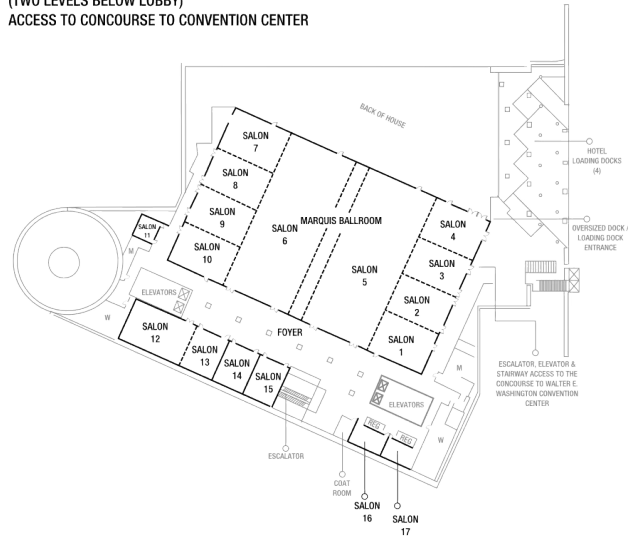 (TWO LEVELS BELOW LOBBY)
ACCESS TO CONCOURSE TO CONVENTION CENTER
BACK OF HOUSE
SALON
7
SALON
8
SALON
9
SALON
10
SALON
11
M
W
ELEVATORS
MARQUIS BALLROOM
SALON
6
SALON
5
SALON
4
SALON
3
SALON
2
SALON
1
HOTEL
LOADING DOCKS
(4)
OVERSIZED DOCK /
LOADING DOCK
ENTRANCE
ESCALATOR, ELEVATOR &
STAIRWAY ACCESS TO THE
CONCOURSE TO WALTER E.
WASHINGTON CONVENTION
CENTER
FOYER
SALON
12
SALON
13
SALON
14
SALON
15
M
ELEVATORS
REG
REG
W
ESCALATOR
COAT
ROOM
SALON
16
SALON
17